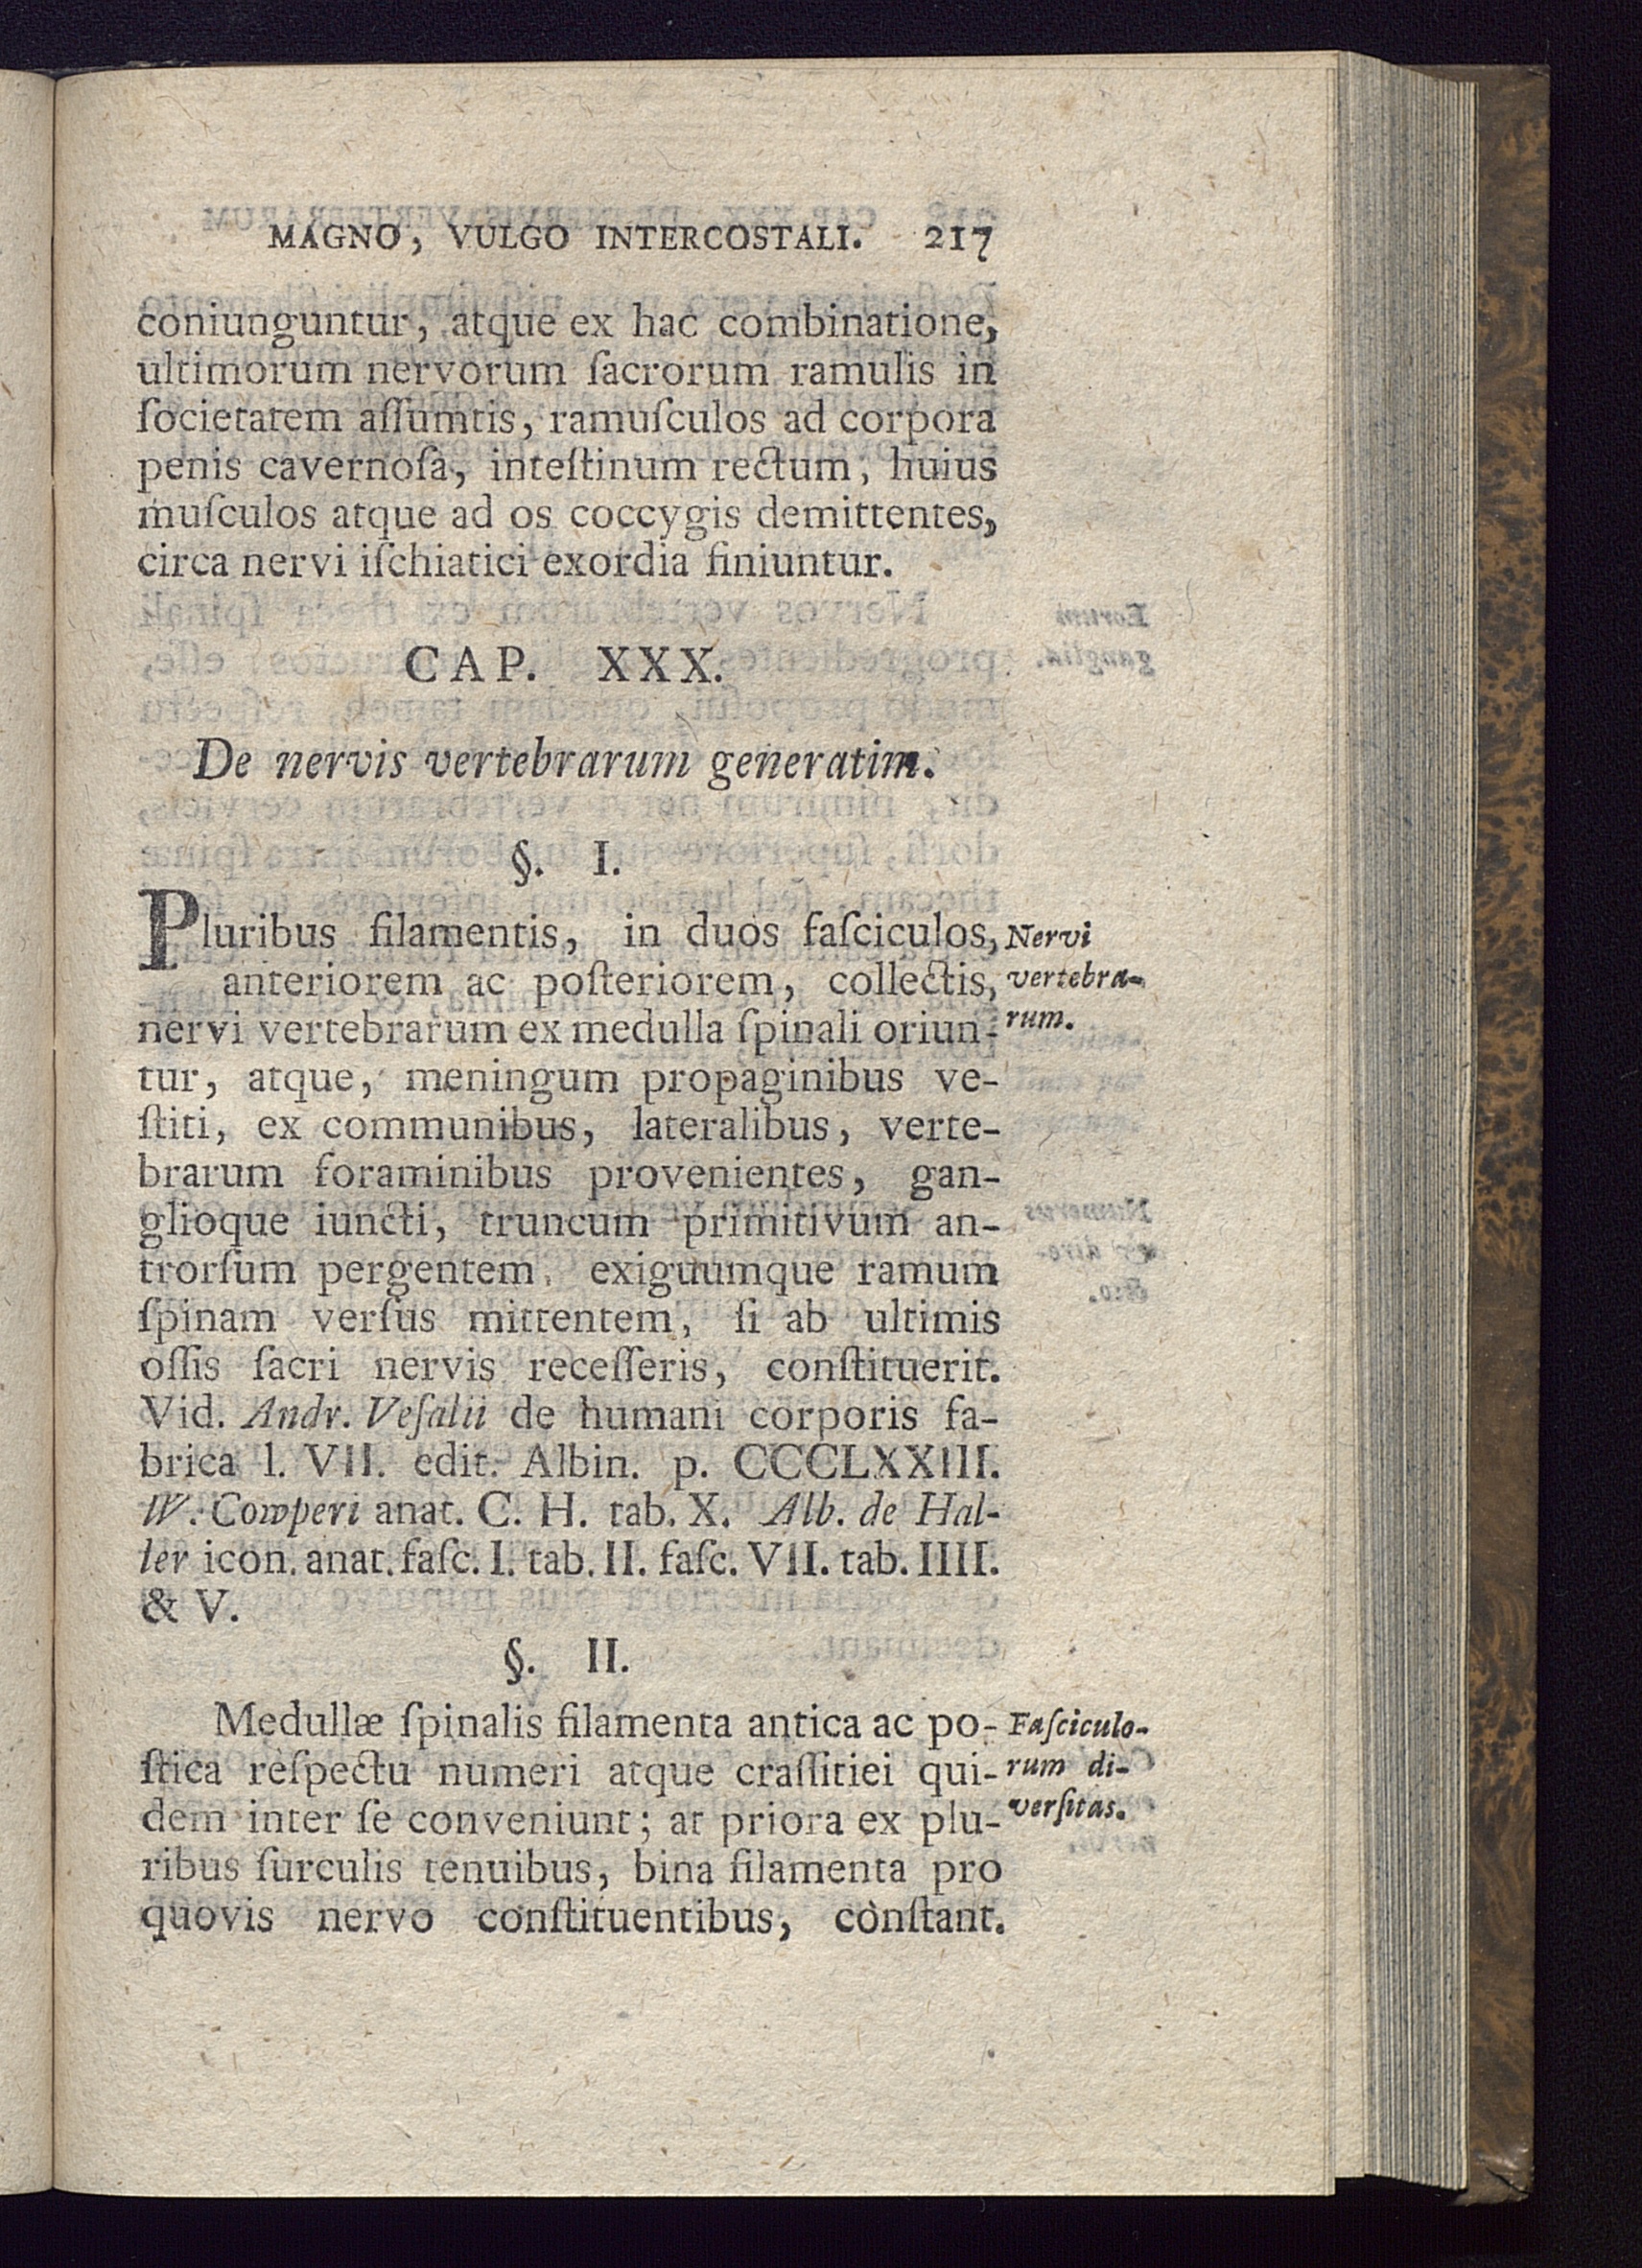 MAGNO, VULGO INTERCOSTALI. 217
coniunguntur, atque ex hac combinatione,
ultimorum nervorum ſacrorum ramulis in
ſocietatem aſſumtis, ramuſculos ad corpora
penis cavernoſa, inteſtinum rectum, huius
muſculos atque ad os coccygis demittentes,
circa nervi iſchiatici exordia finiuntur.
CAP. XXX.
De nervis vertebrarum generatim.
§. I.
Pluribus filamentis, in duos faſciculos,
anteriorem ac poſteriorem, collectis,
nervi vertebrarum ex medulla ſpinali oriun-
tur, atque, meningum propaginibus ve-
ſtiti, ex communibus, lateralibus, verte-
brarum foraminibus provenientes, gan-
glioque iuncti, truncum primitivum an-
trorſum pergentem, exiguumque ramum
ſpinam verſus mittentem, ſi ab ultimis
oſſis ſacri nervis receſſeris, conſtituerit.
Vid. Andr. Veſalii de humani corporis fa-
brica l. VII. edit. Albin. p. CCCLXXIIII.
W. Cowperi anat. C. H. tab. X. Alb. de Hal-
ler icon. anat. faſc. I. tab. II. faſc. VII. tab. IIII.
& V.
Nervi
vertebra-
rum.
§. II.
Medullæ ſpinalis filamenta antica ac po-
ſtica reſpectu numeri atque craſſitiei qui-
dem inter ſe conveniunt; at priora ex plu-
ribus ſurculis tenuibus, bina filamenta pro
quovis nervo conſtituentibus, conſtant.
Faſciculo-
rum di-
verſitas.